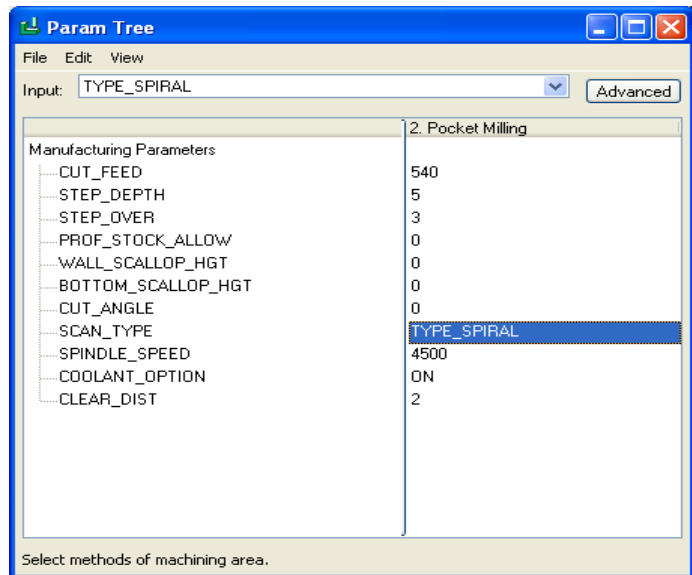 Param Tree
File Edit View
Input: TYPE_SPIRAL Advanced
2. Pocket Milling
Manufacturing Parameters
CUT_FEED 540
STEP_DEPTH 5
STEP_OVER 3
PROF_STOCK_ALLOW 0
WALL_SCALLOP_HGT 0
BOTTOM_SCALLOP_HGT 0
CUT_ANGLE 0
SCAN_TYPE TYPE_SPIRAL
SPINDLE_SPEED 4500
COOLANT_OPTION ON
CLEAR_DIST 2
Select methods of machining area.